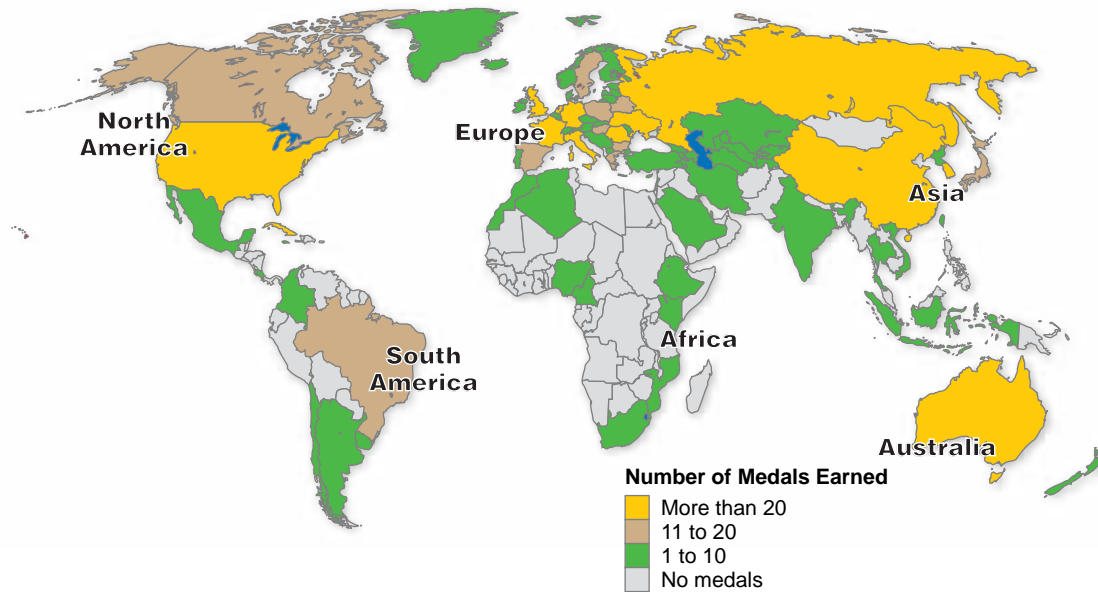 North
America
Europe
Asia
South
America
Africa
Australia
Number of Medals Earned
More than 20
11 to 20
1 to 10
No medals